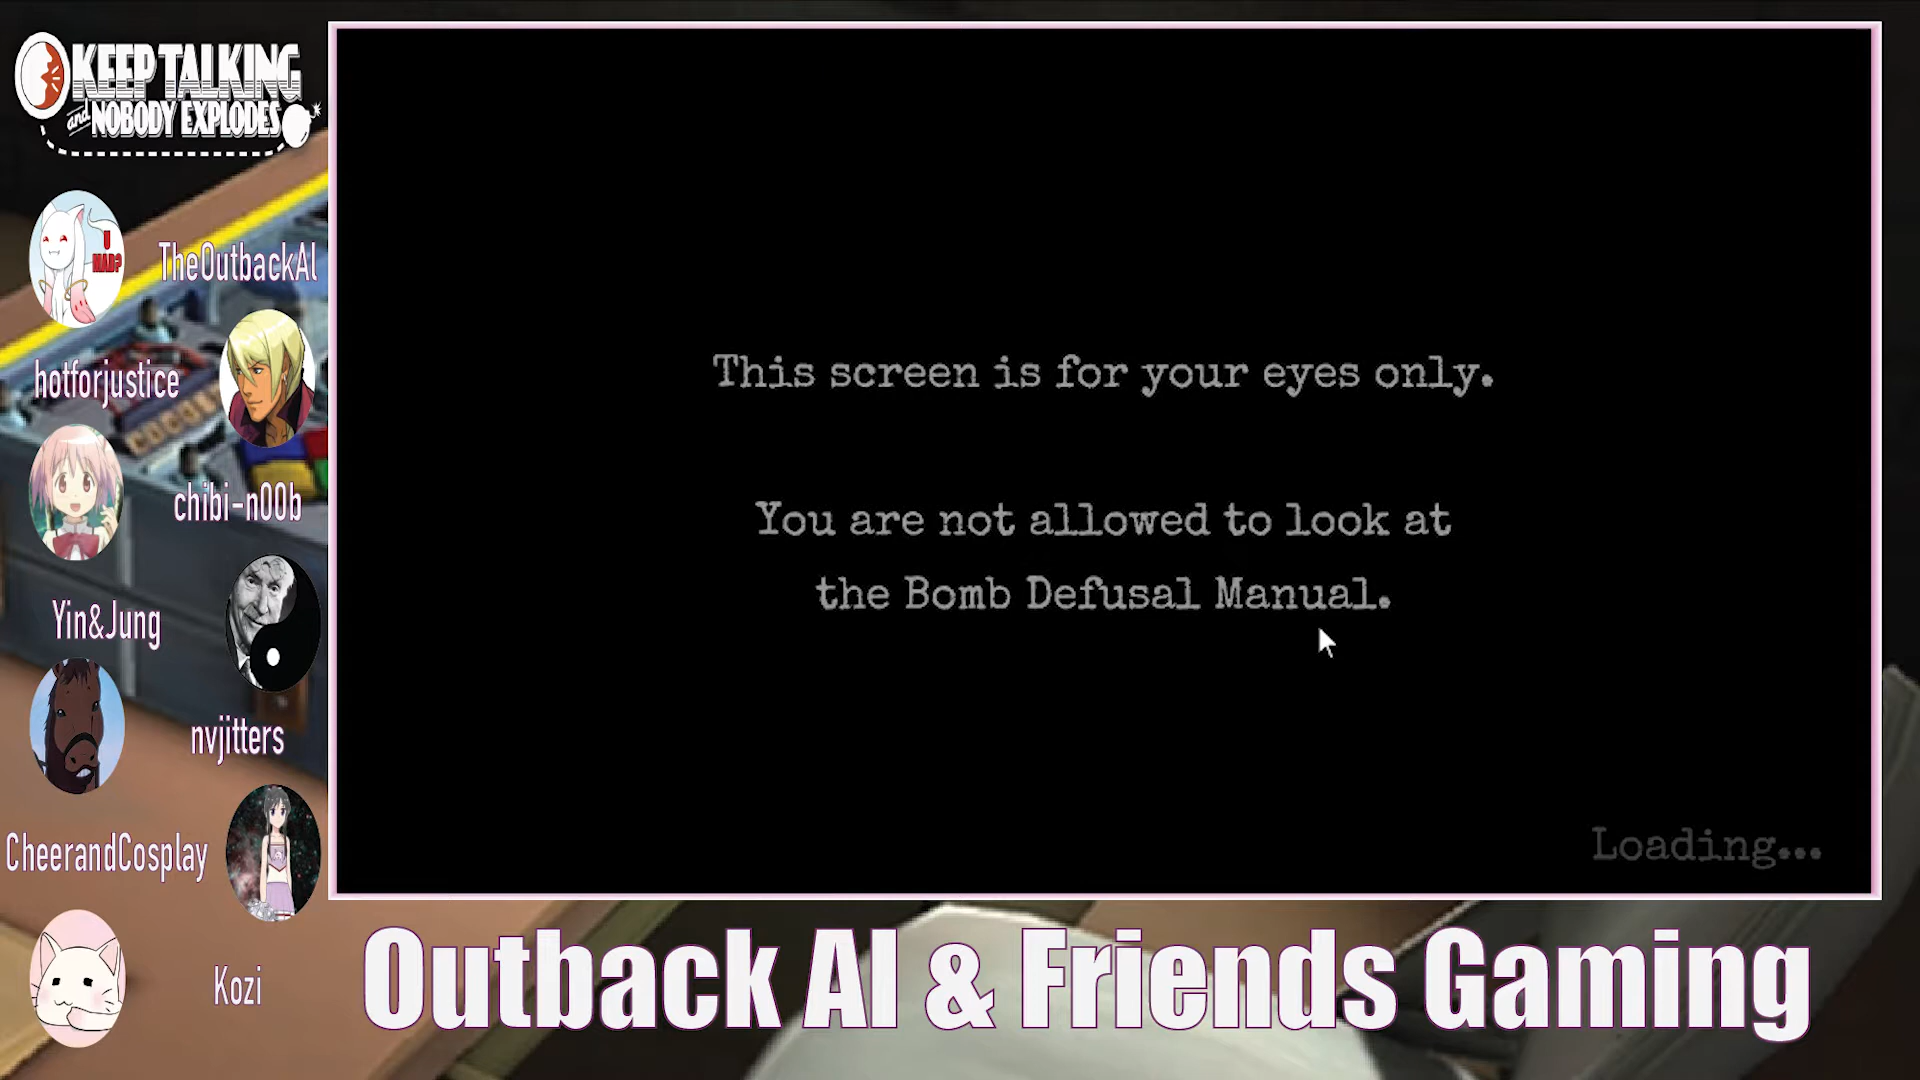 KEEP TALKING
and NOBODY EXPLODES
U
MAD?
TheOutbackAl
hotforjustice
chibi-n00b
Yin&Jung
nvjitters
CheerandCosplay
Kozi
This screen is for your eyes only.
You are not allowed to look at
the Bomb Defusal Manual.
Loading...
Outback Al & Friends Gaming